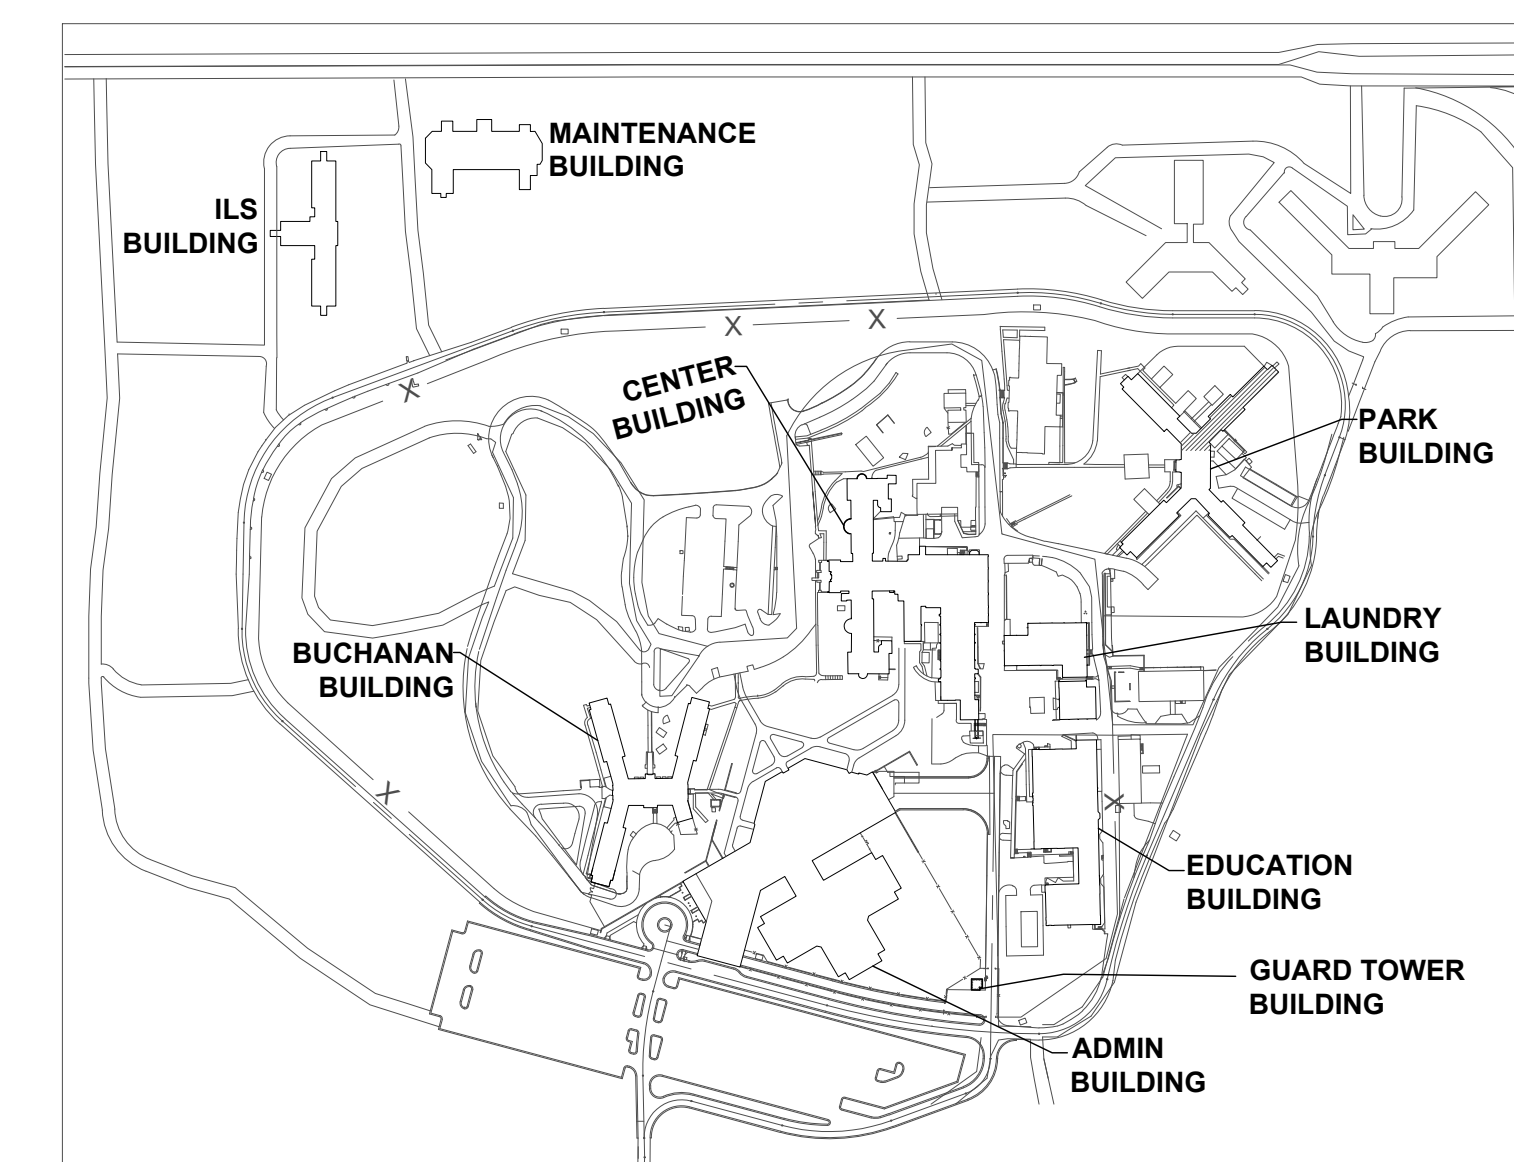 MAINTENANCE
BUILDING
ILS
BUILDING
CENTER
BUILDING
PARK
BUILDING
LAUNDRY
BUILDING
BUCHANAN
BUILDING
EDUCATION
BUILDING
GUARD TOWER
BUILDING
ADMIN
BUILDING
X
X
X
X
X